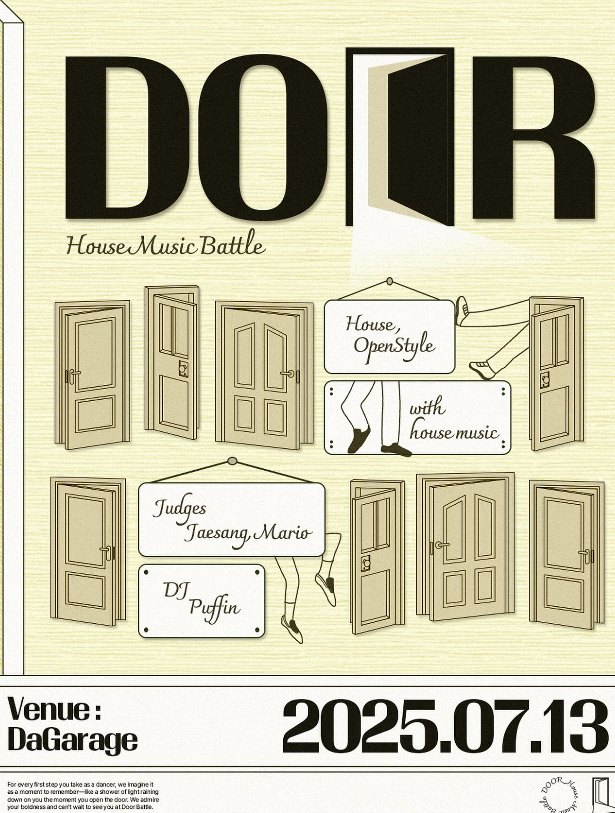 DOOR
House Music Battle
House,
OpenStyle
with
house music
Judges
Jaesang, Mario
DJ
Puffin
Venue :
DaGarage
2025.07.13
For every first step you take as a dancer, we imagine it
as a moment to remember—like a shower of light raining
down on you the moment you open the door. We admire
your boldness and can't wait to see you at Door Battle.
DOOR House Music Battle